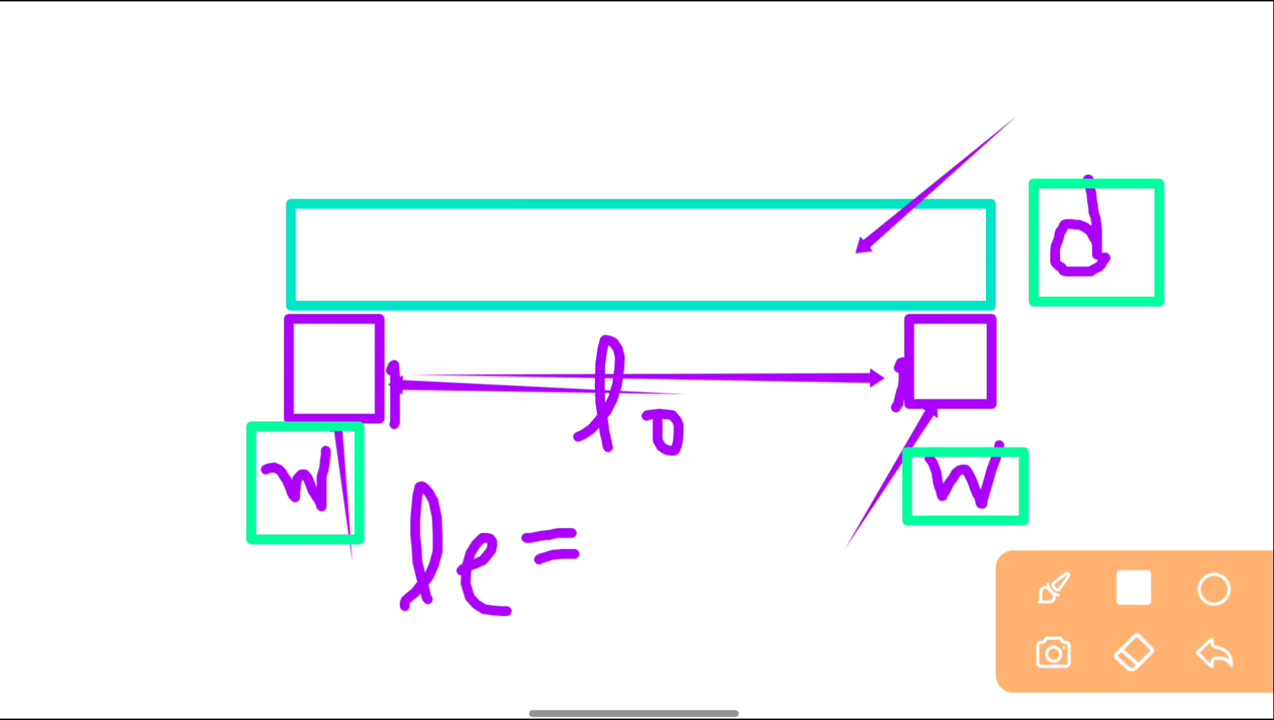 d
l₀
w w
le =